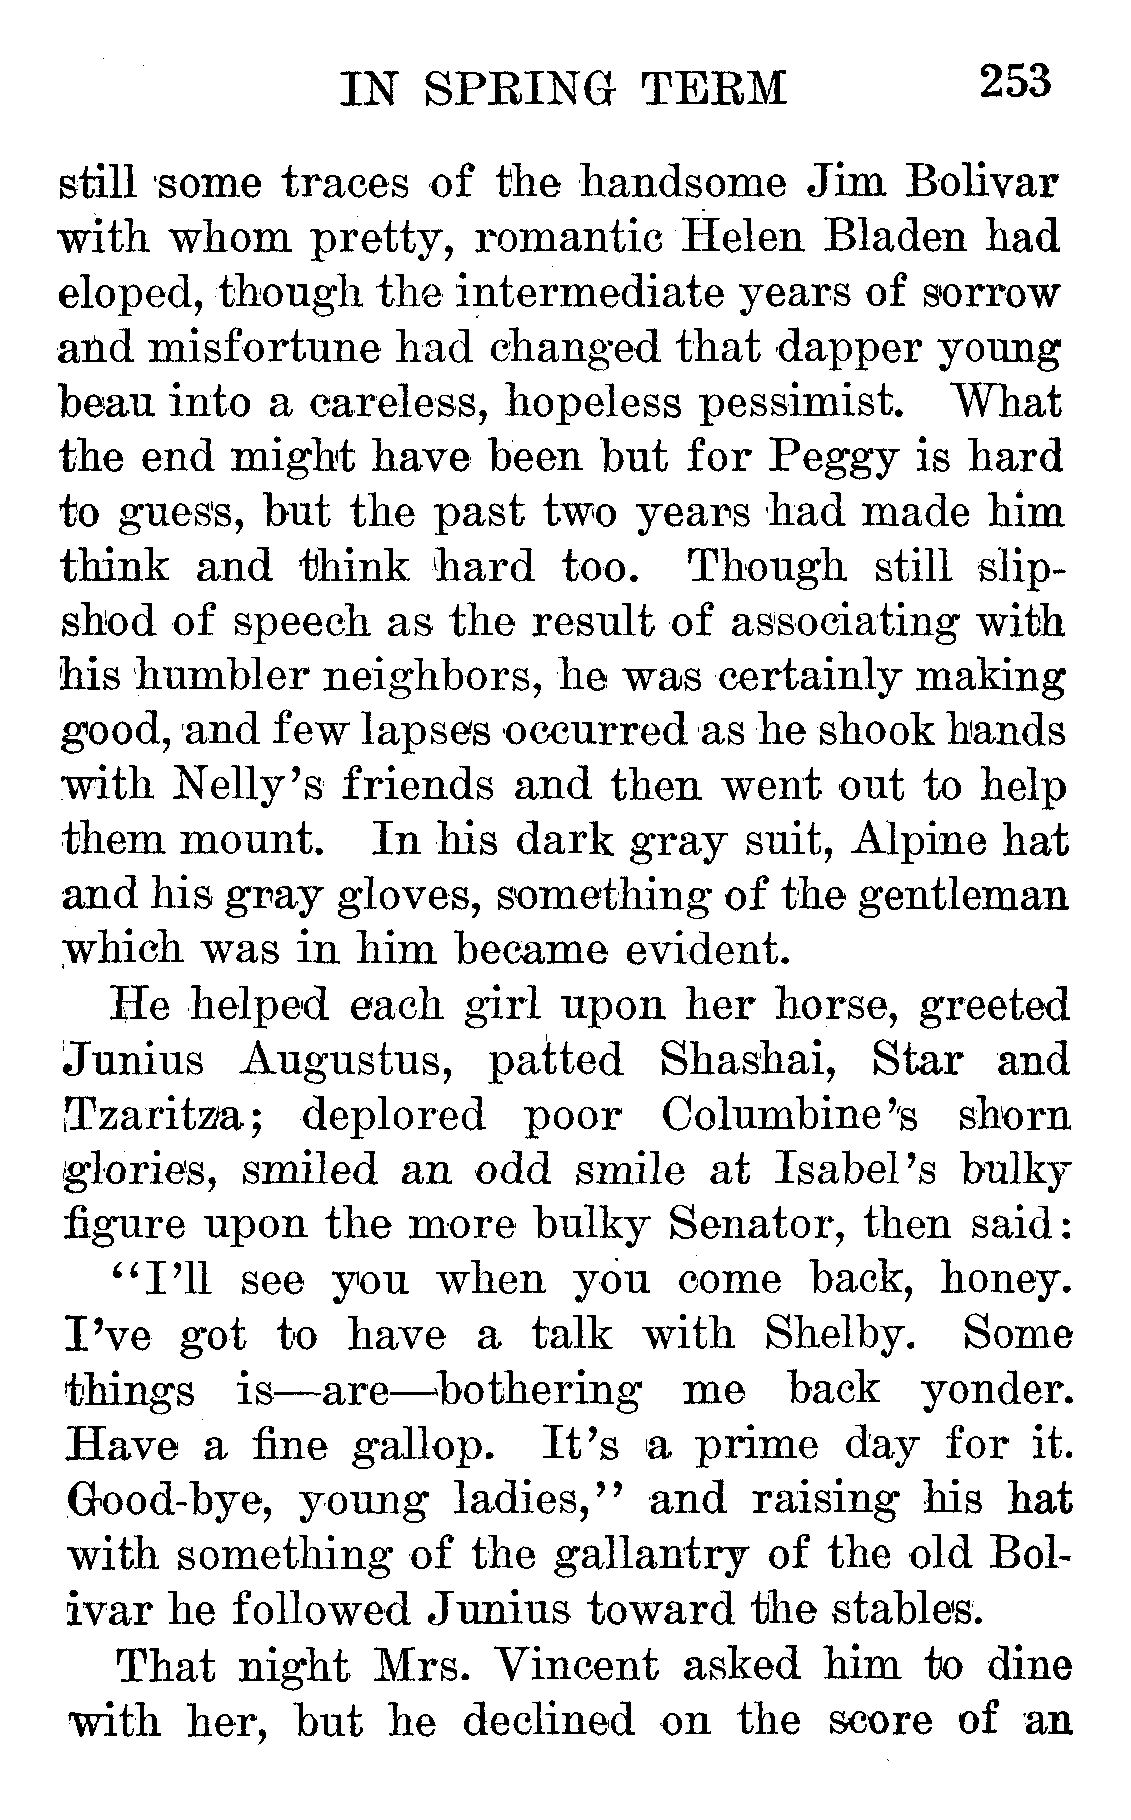 IN SPRING TERM 253
still some traces of the handsome Jim Bolivar
with whom pretty, romantic Helen Bladen had
eloped, though the intermediate years of sorrow
and misfortune had changed that dapper young
beau into a careless, hopeless pessimist. What
the end might have been but for Peggy is hard
to guess, but the past two years had made him
think and think hard too. Though still slip-
shod of speech as the result of associating with
his humbler neighbors, he was certainly making
good, and few lapses occurred as he shook hands
with Nelly's friends and then went out to help
them mount. In his dark gray suit, Alpine hat
and his gray gloves, something of the gentleman
which was in him became evident.
He helped each girl upon her horse, greeted
Junius Augustus, patted Shashai, Star and
Tzaritza; deplored poor Columbine's shorn
glories, smiled an odd smile at Isabel's bulky
figure upon the more bulky Senator, then said:
"I'll see you when you come back, honey.
I've got to have a talk with Shelby. Some
things is—are—bothering me back yonder.
Have a fine gallop. It's a prime day for it.
Good-bye, young ladies," and raising his hat
with something of the gallantry of the old Bol-
ivar he followed Junius toward the stables.
That night Mrs. Vincent asked him to dine
with her, but he declined on the score of an